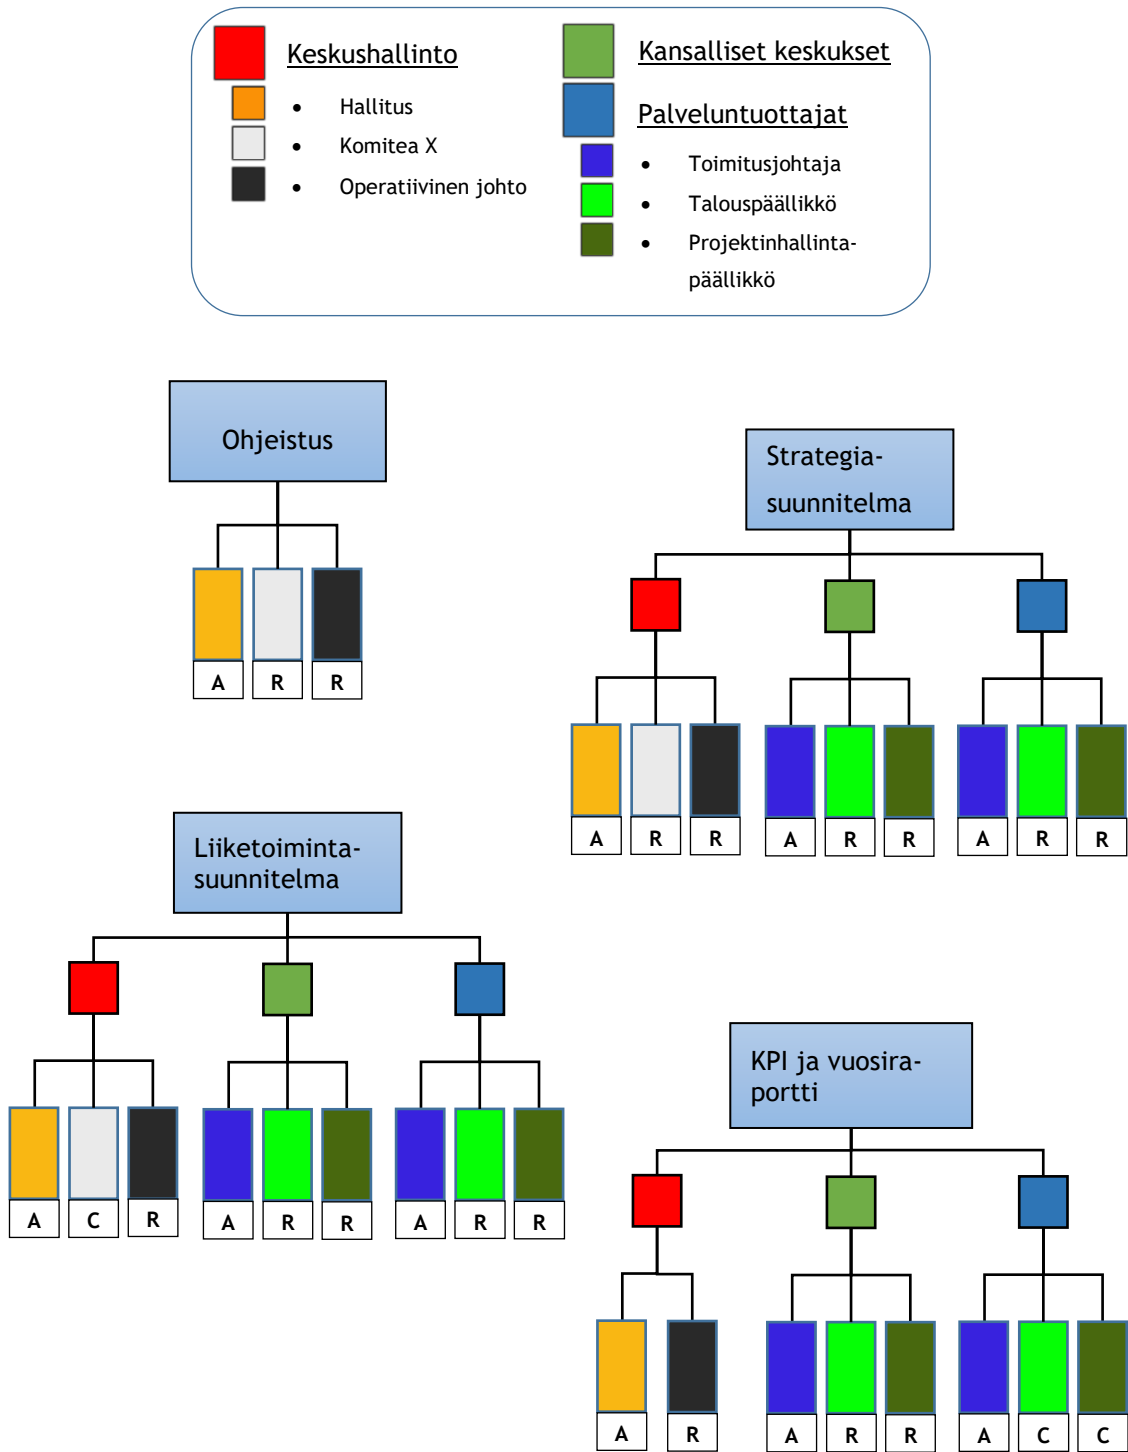 Keskushallinto
• Hallitus
• Komitea X
• Operatiivinen johto
Kansalliset keskukset
Palveluntuottajat
• Toimitusjohtaja
• Talouspäällikkö
• Projektinhallinta-
päällikkö
Ohjeistus
A R R
Strategia-
suunnitelma
A R R A R R A R R
Liiketoiminta-
suunnitelma
A C R A R R A R R
KPI ja vuosira-
portti
A R A R R A C C